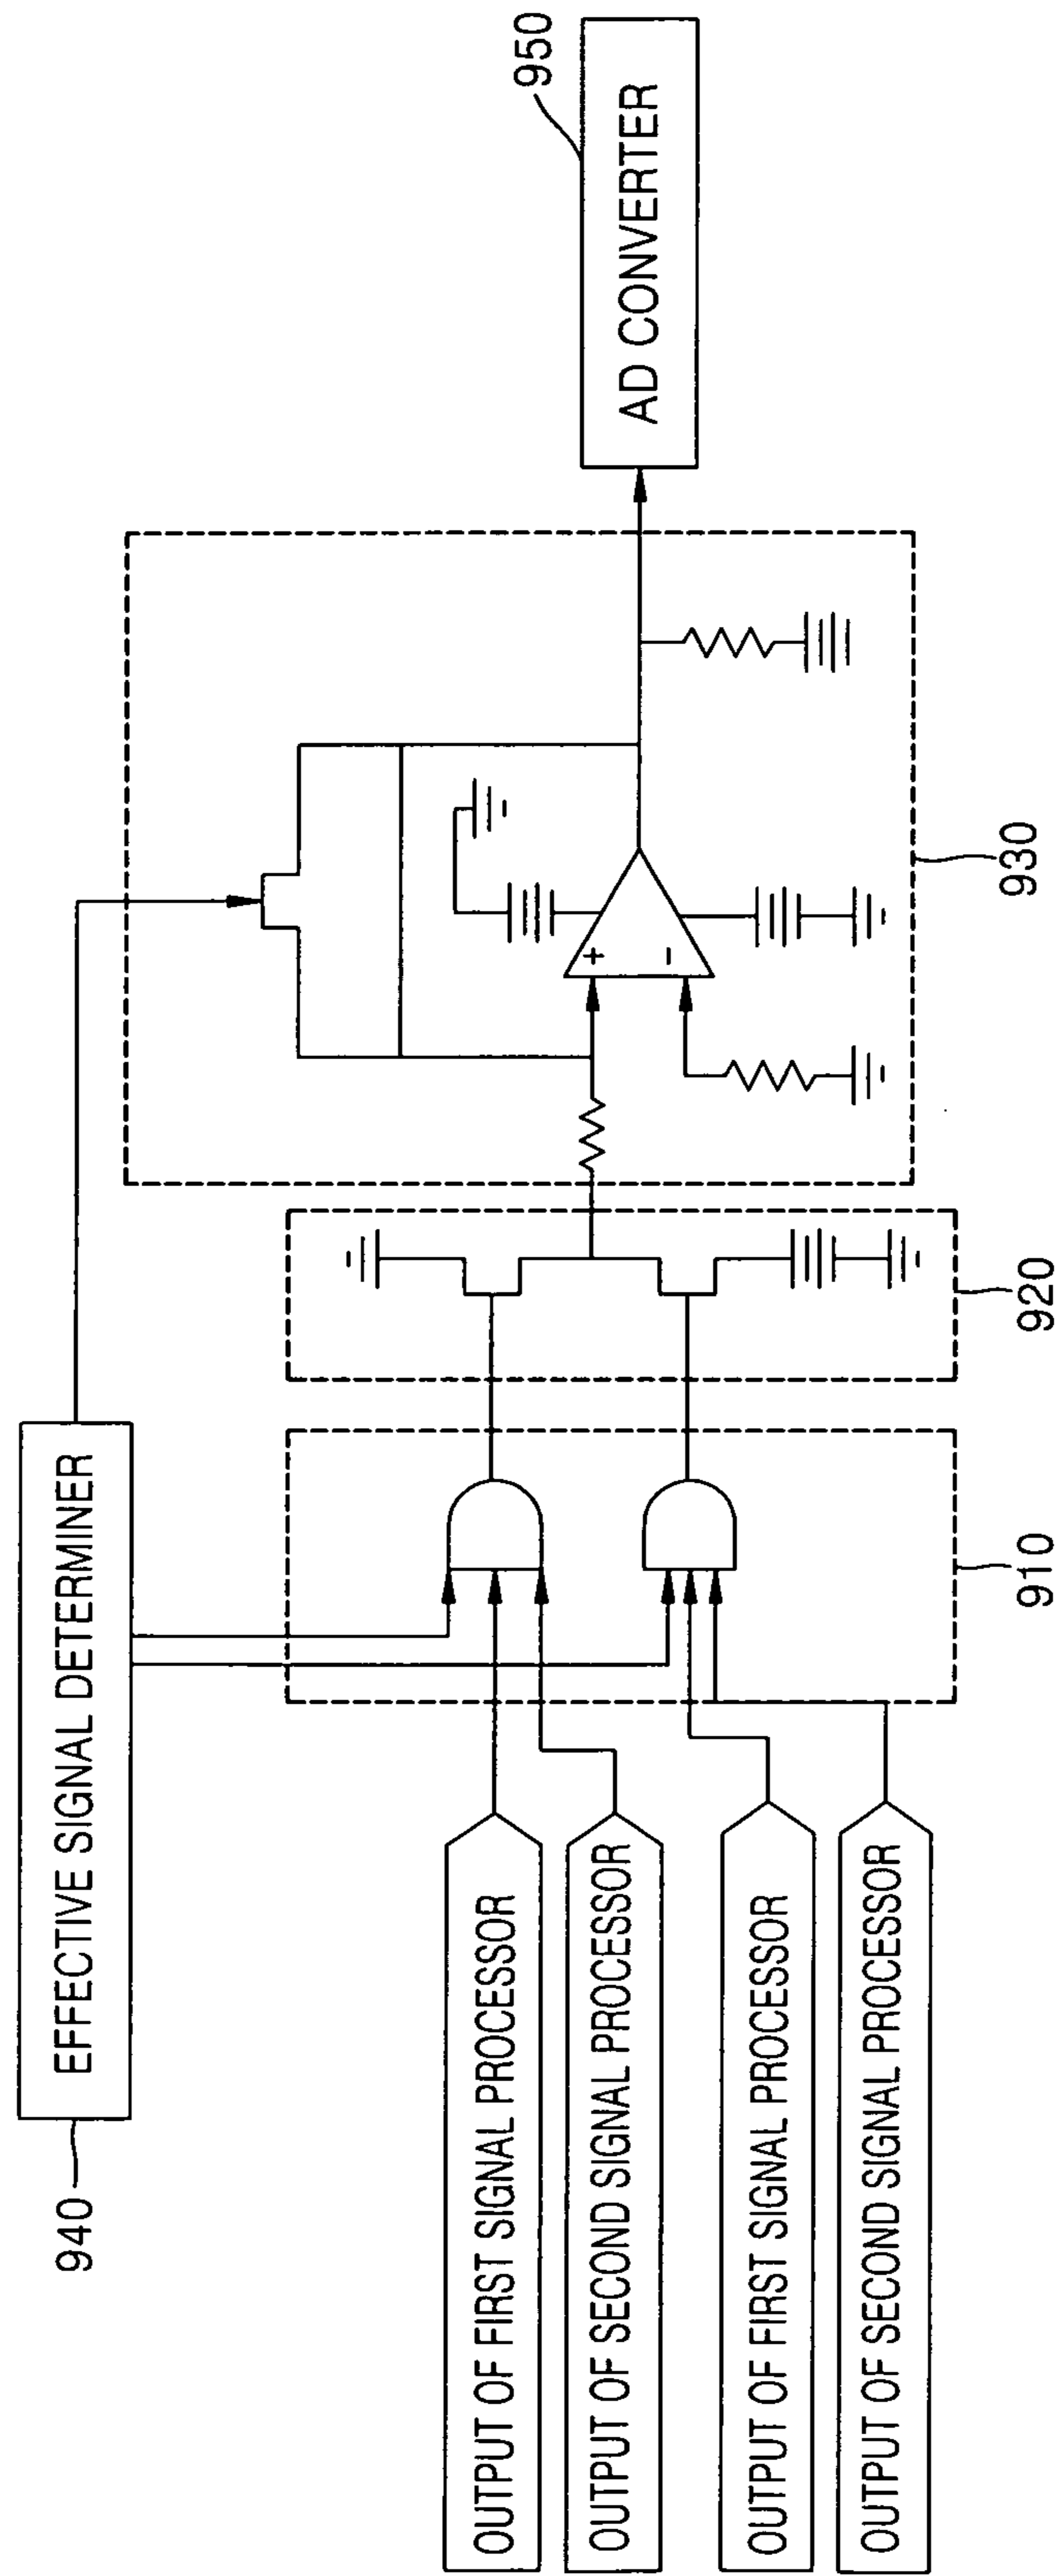 940
EFFECTIVE SIGNAL DETERMINER
OUTPUT OF FIRST SIGNAL PROCESSOR
OUTPUT OF SECOND SIGNAL PROCESSOR
OUTPUT OF FIRST SIGNAL PROCESSOR
OUTPUT OF SECOND SIGNAL PROCESSOR
910
920
+
−
930
950
AD CONVERTER